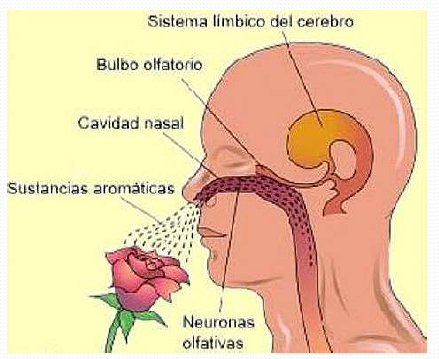 Sistema límbico del cerebro
Bulbo olfatorio
Cavidad nasal
Sustancias aromáticas
Neuronas
olfativas